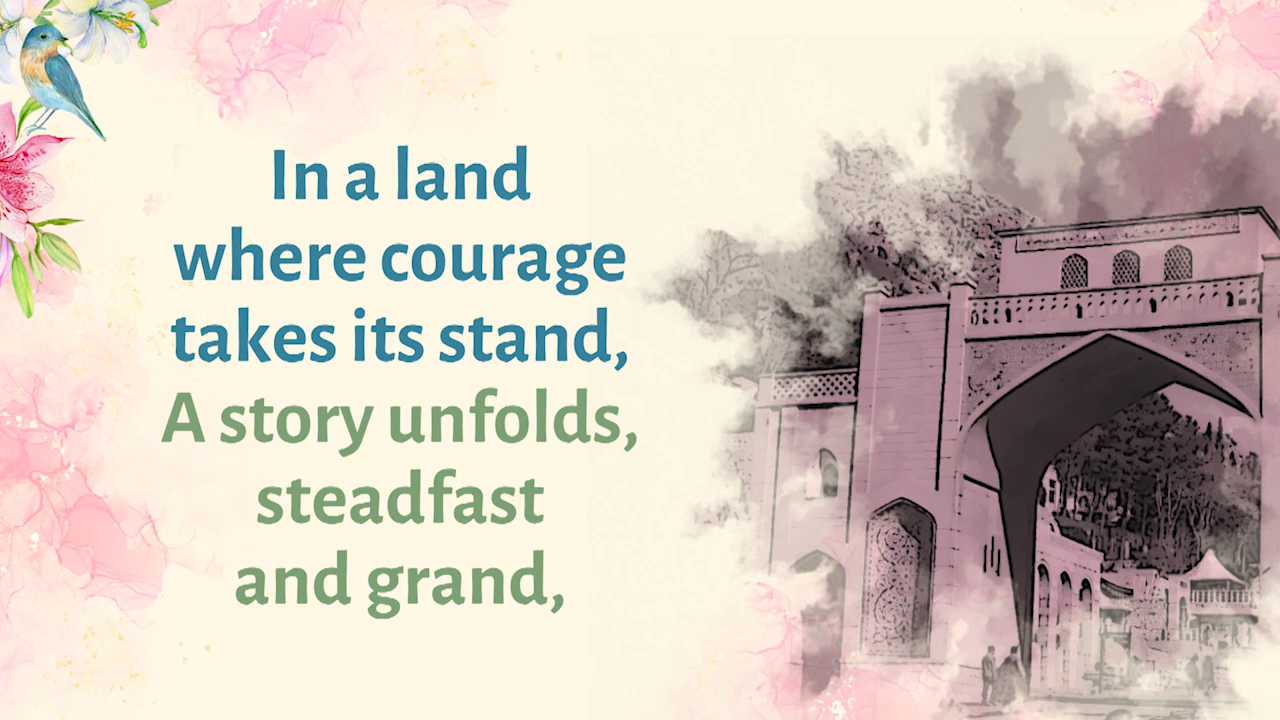 In a land
where courage
takes its stand,
A story unfolds,
steadfast
and grand,